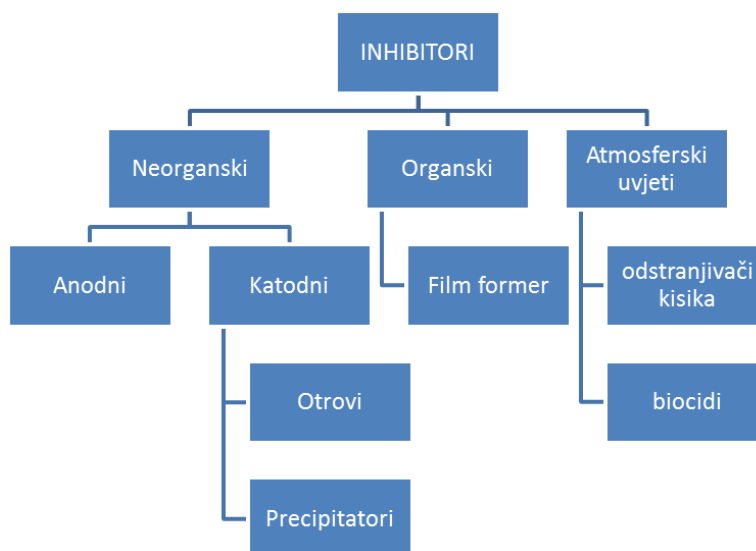 INHIBITORI
Neorganski
Organski
Atmosferski
uvjeti
Anodni
Katodni
Film former
odstranjivači
kisika
Otrovi
biocidi
Precipitatori